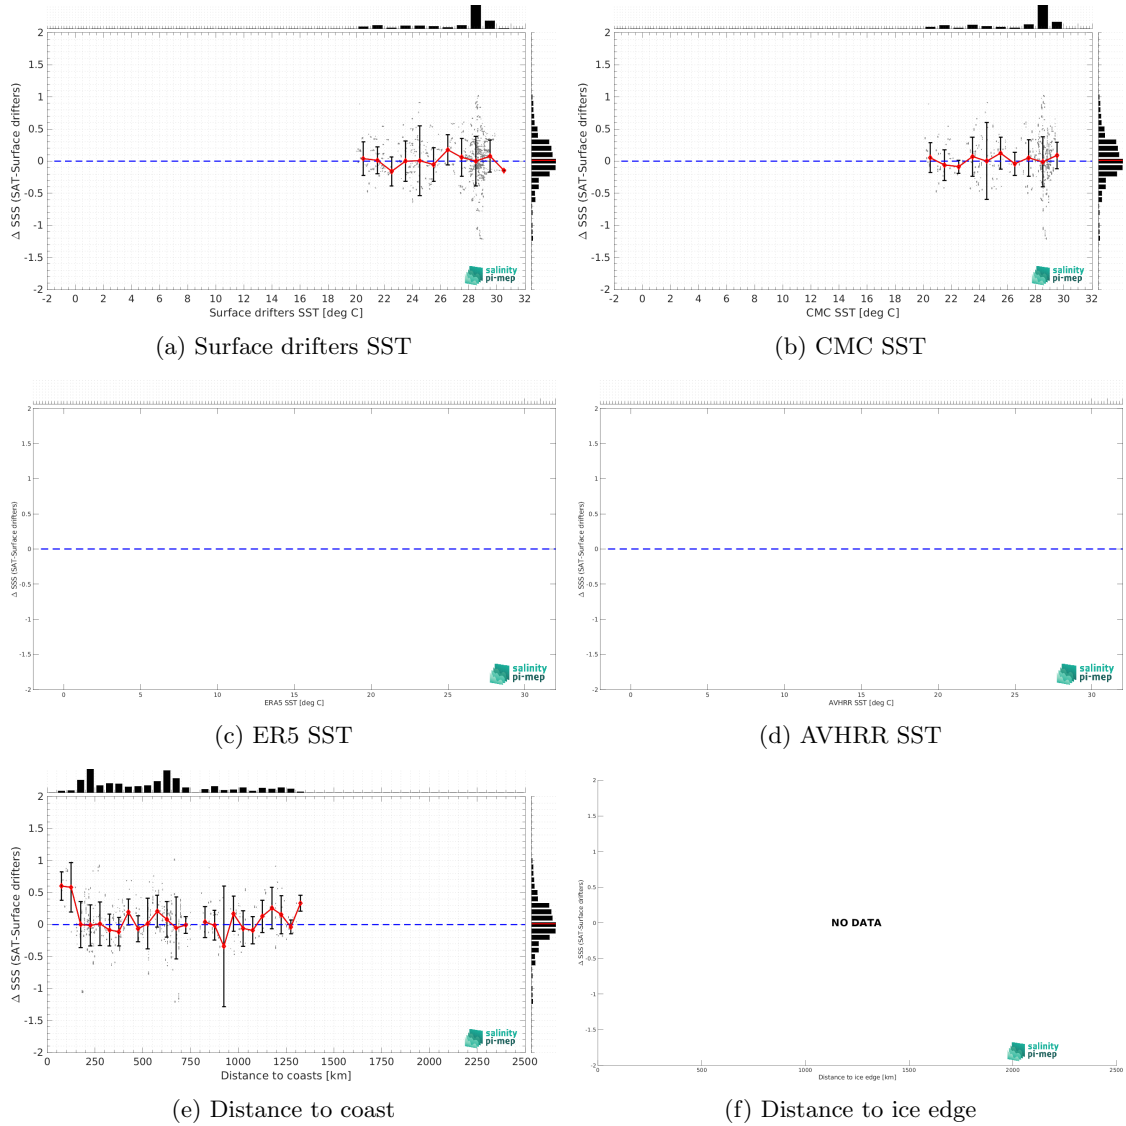 2
1.5
1
0.5
0
-0.5
-1
-1.5
-2
Δ SSS (SAT-Surface drifters)
-2 0 2 4 6 8 10 12 14 16 18 20 22 24 26 28 30 32
Surface drifters SST [deg C]
salinity
pi-mep
(a) Surface drifters SST
2
1.5
1
0.5
0
-0.5
-1
-1.5
-2
Δ SSS (SAT-Surface drifters)
-2 0 2 4 6 8 10 12 14 16 18 20 22 24 26 28 30 32
CMC SST [deg C]
salinity
pi-mep
(b) CMC SST
2
1.5
1
0.5
0
-0.5
-1
-1.5
-2
Δ SSS (SAT-Surface drifters)
0 5 10 15 20 25 30
ERA5 SST [deg C]
salinity
pi-mep
(c) ER5 SST
2
1.5
1
0.5
0
-0.5
-1
-1.5
-2
Δ SSS (SAT-Surface drifters)
0 5 10 15 20 25 30
AVHRR SST [deg C]
salinity
pi-mep
(d) AVHRR SST
2
1.5
1
0.5
0
-0.5
-1
-1.5
-2
Δ SSS (SAT-Surface drifters)
0 250 500 750 1000 1250 1500 1750 2000 2250 2500
Distance to coasts [km]
salinity
pi-mep
(e) Distance to coast
2
1.5
1
0.5
0
-0.5
-1
-1.5
-2
Δ SSS (SAT-Surface drifters)
NO DATA
0 500 1000 1500 2000 2500
Distance to ice edge [km]
salinity
pi-mep
(f) Distance to ice edge